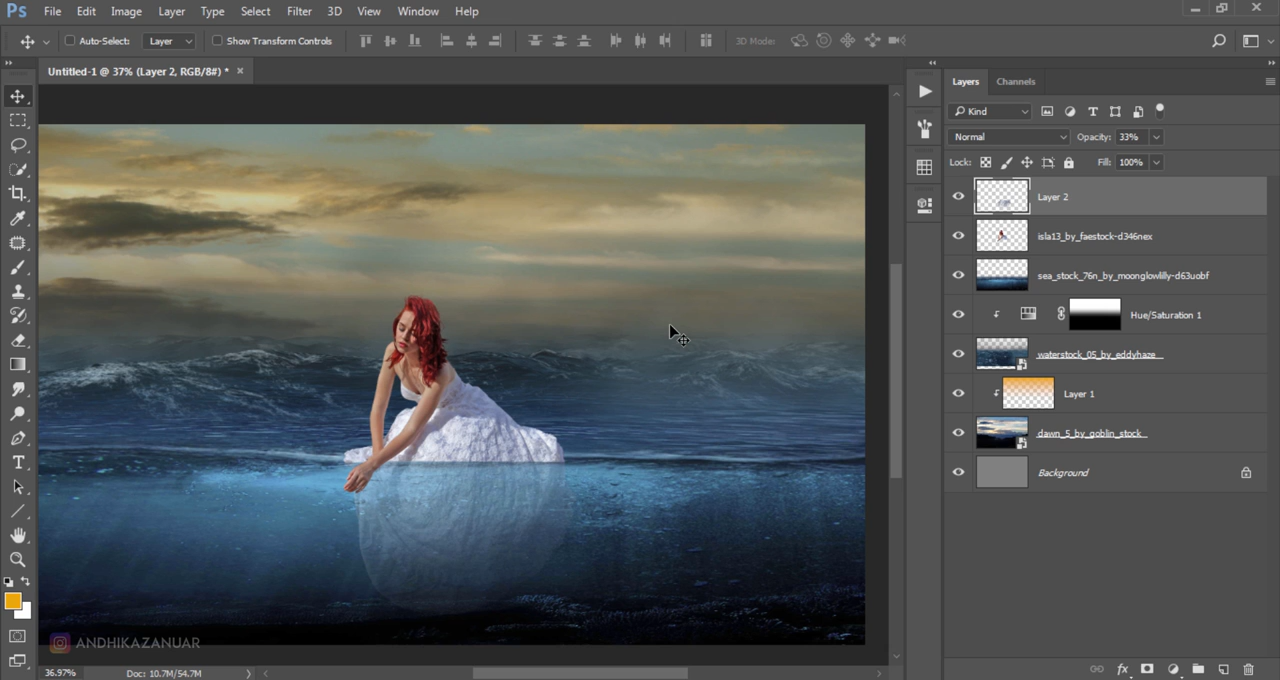 Ps File Edit Image Layer Type Select Filter 3D View Window Help
Auto-Select: Layer Show Transform Controls 3D Mode:
Untitled-1 @ 37% (Layer 2, RGB/8#) *
Layers Channels
Kind
Normal Opacity: 33%
Lock: Fill: 100%
Layer 2
isla13_by_faestock-d346nex
sea_stock_76n_by_moonglowlilly-d63uobf
Hue/Saturation 1
waterstock_05_by_eddyhaze
Layer 1
dawn_5_by_goblin_stock
Background
ANDHIKAZANUAR
36.97% Doc: 10.7M/54.7M
fx